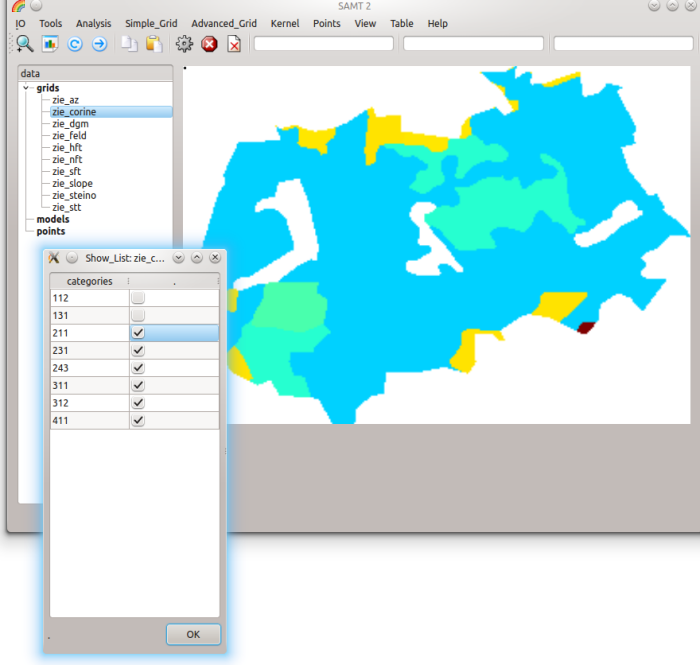 SAMT 2
IO Tools Analysis Simple_Grid Advanced_Grid Kernel Points View Table Help
data
grids
zie_az
zie_corine
zie_dgm
zie_feld
zie_hft
zie_nft
zie_sft
zie_slope
zie_steino
zie_stt
models
points
Show_List: zie_c...
categories .
112
131
211
231
243
311
312
411
.
OK